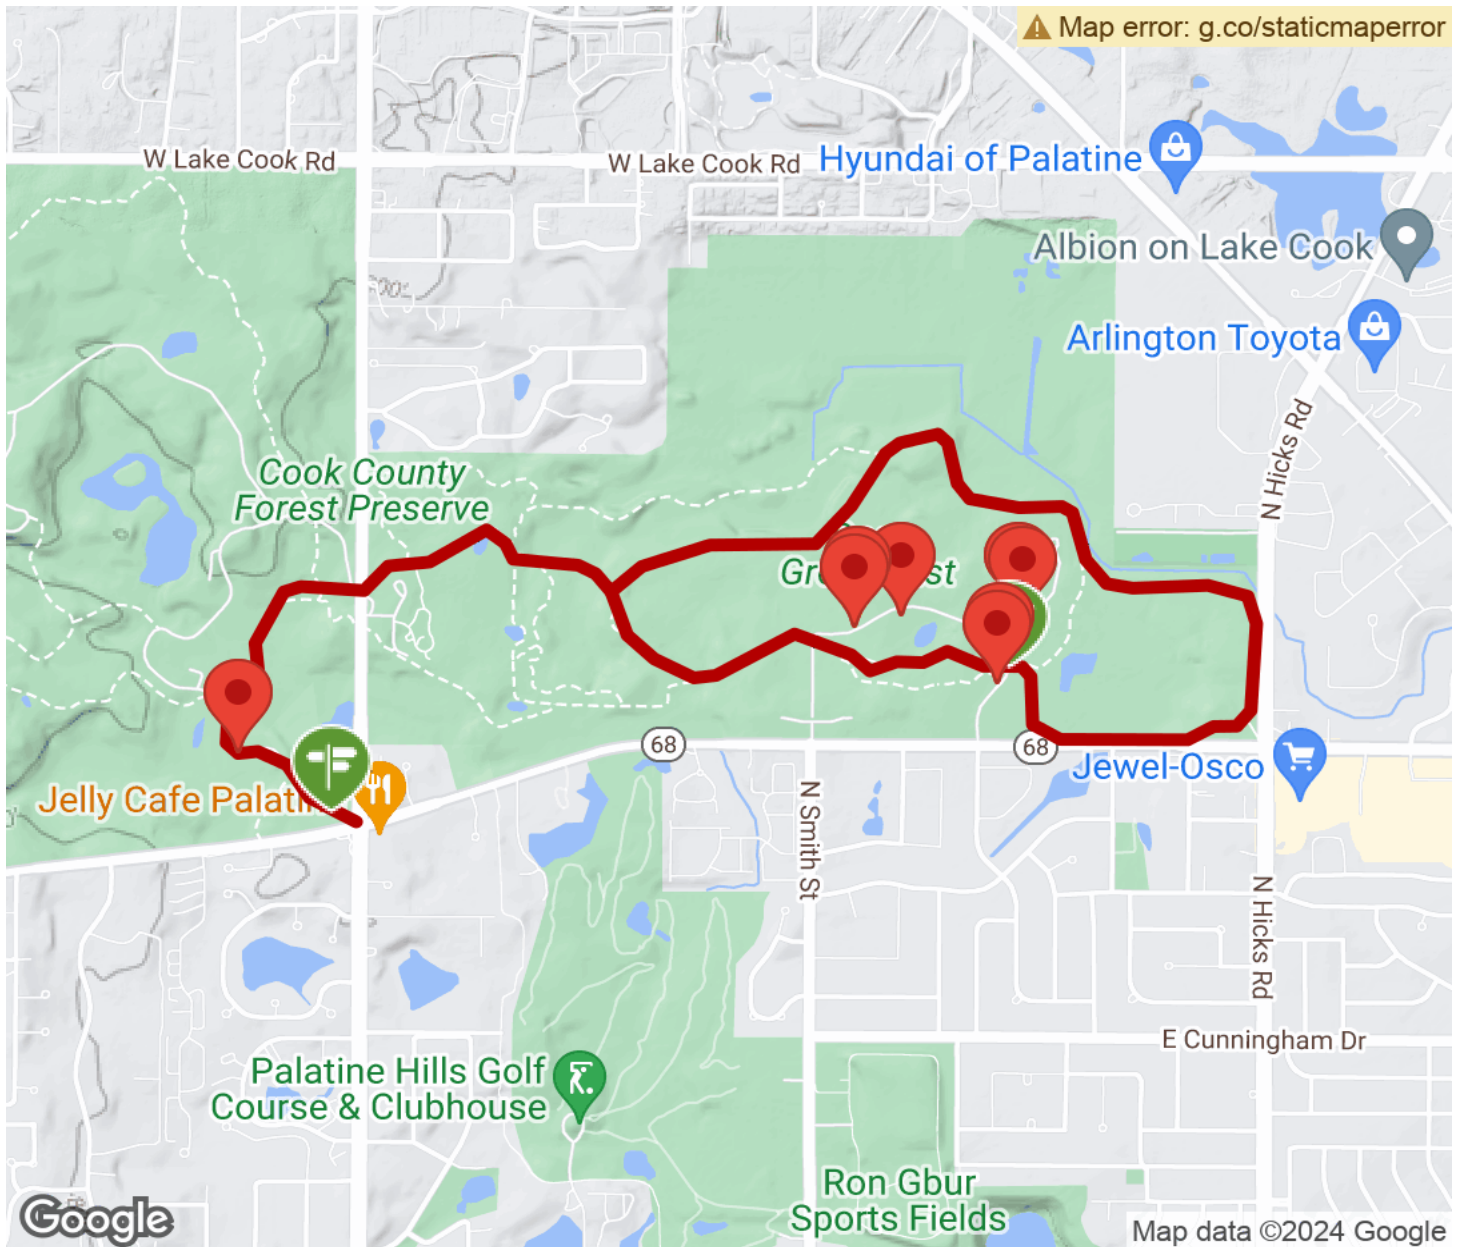 Map error: g.co/staticmaperror
W Lake Cook Rd
W Lake Cook Rd
Hyundai of Palatine
Albion on Lake Cook
Arlington Toyota
N Hicks Rd
Cook County
Forest Preserve
68
68
Jewel-Osco
Jelly Cafe
N Smith St
N Hicks Rd
E Cunningham Dr
Palatine Hills Golf
Course & Clubhouse
Ron Gbur
Sports Fields
Google
Map data ©2024 Google